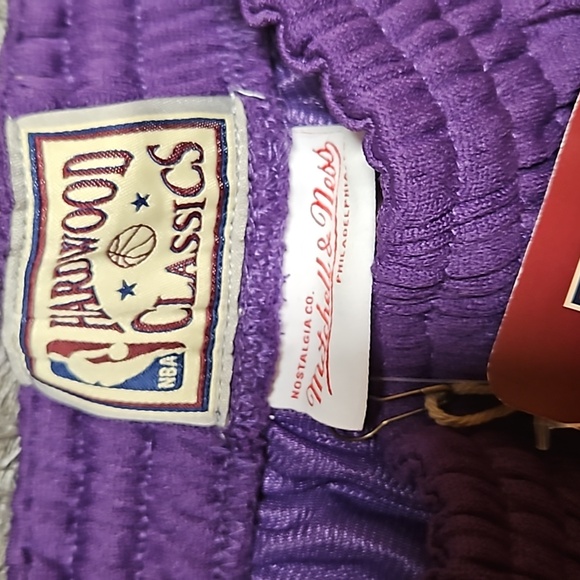 HARDWOOD
CLASSICS
NBA
Mitchell & Ness
NOSTALGIA CO. PHILADELPHIA